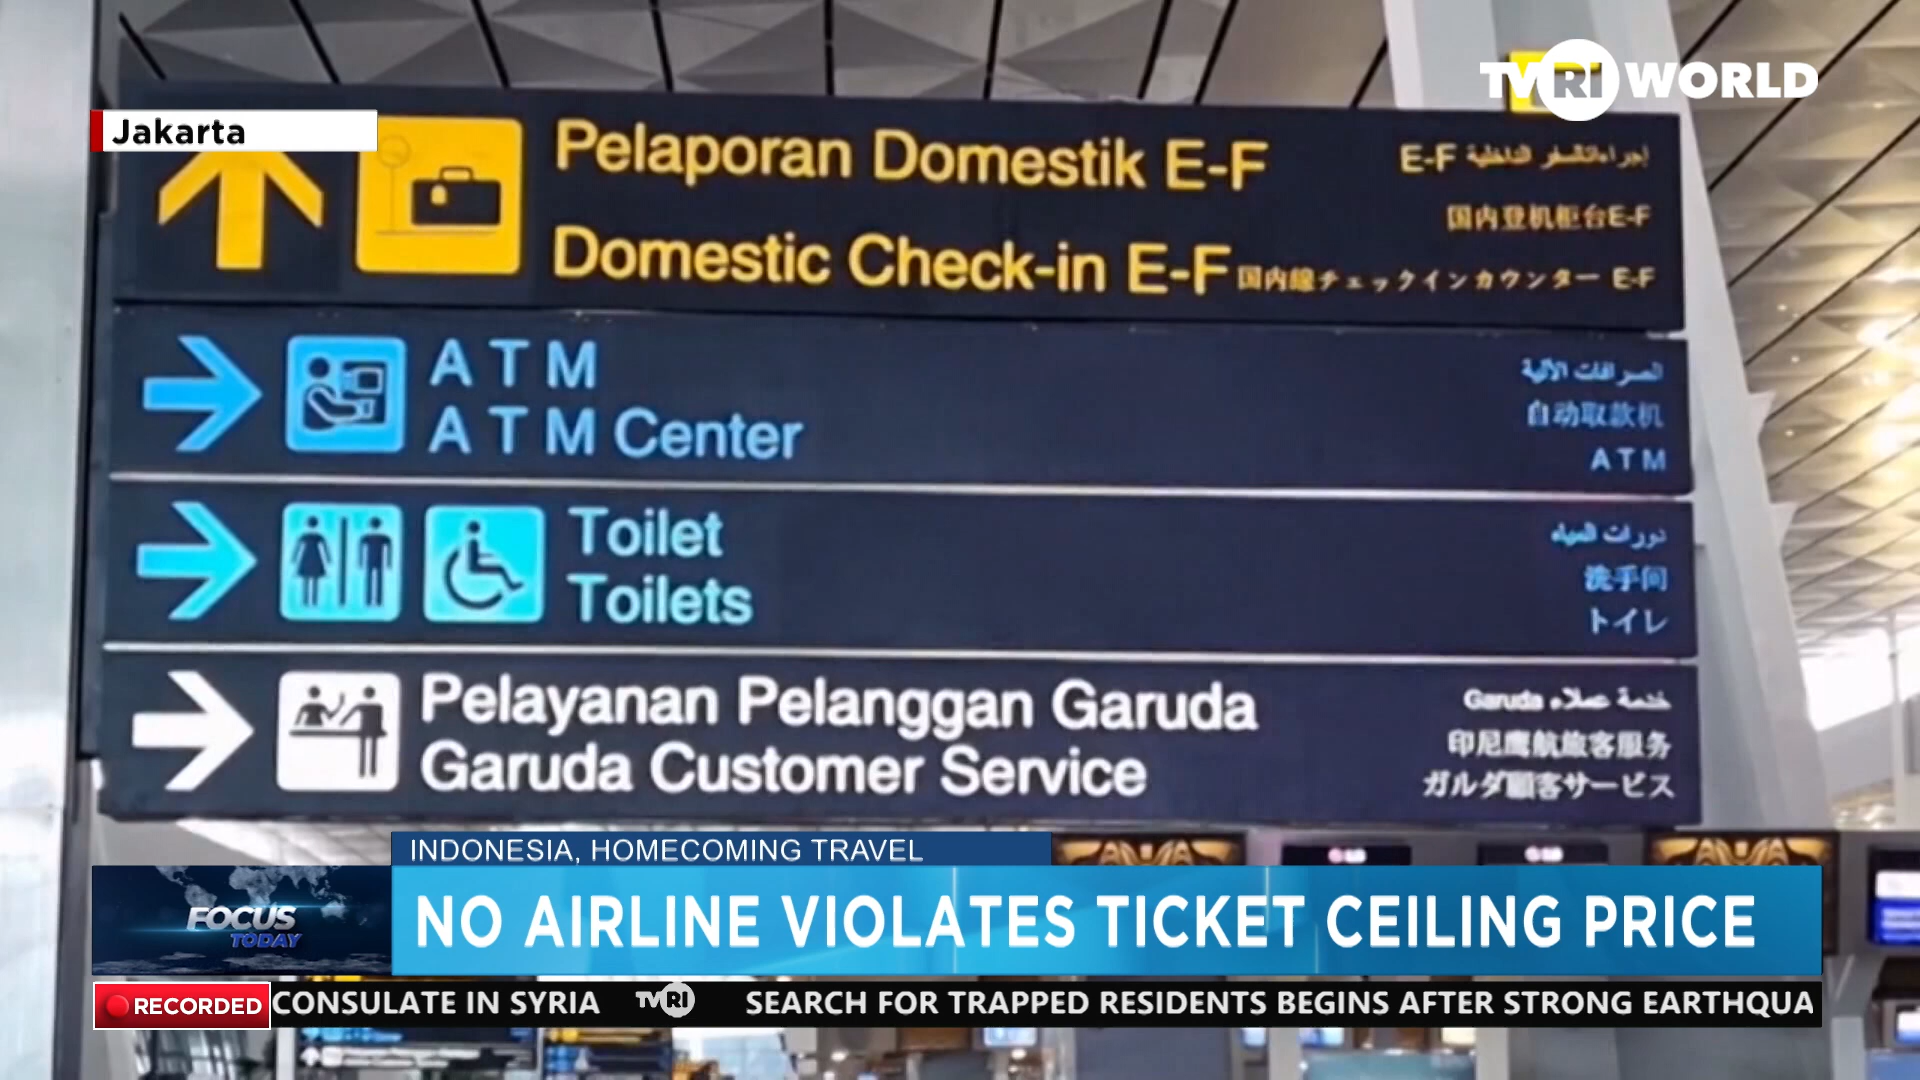 TVRI WORLD
Jakarta
Pelaporan Domestik E-F
Domestic Check-in E-F
إجراءات السفر الداخلية E-F
国内登机柜台E-F
国内線チェックインカウンター E-F
ATM
ATM Center
الصرافات الآلية
自动取款机
ATM
Toilet
Toilets
دورات المياه
洗手间
トイレ
Pelayanan Pelanggan Garuda
Garuda Customer Service
خدمة عملاء Garuda
印尼鹰航旅客服务
ガルダ顧客サービス
INDONESIA, HOMECOMING TRAVEL
FOCUS TODAY
NO AIRLINE VIOLATES TICKET CEILING PRICE
RECORDED
CONSULATE IN SYRIA TVRI SEARCH FOR TRAPPED RESIDENTS BEGINS AFTER STRONG EARTHQUA